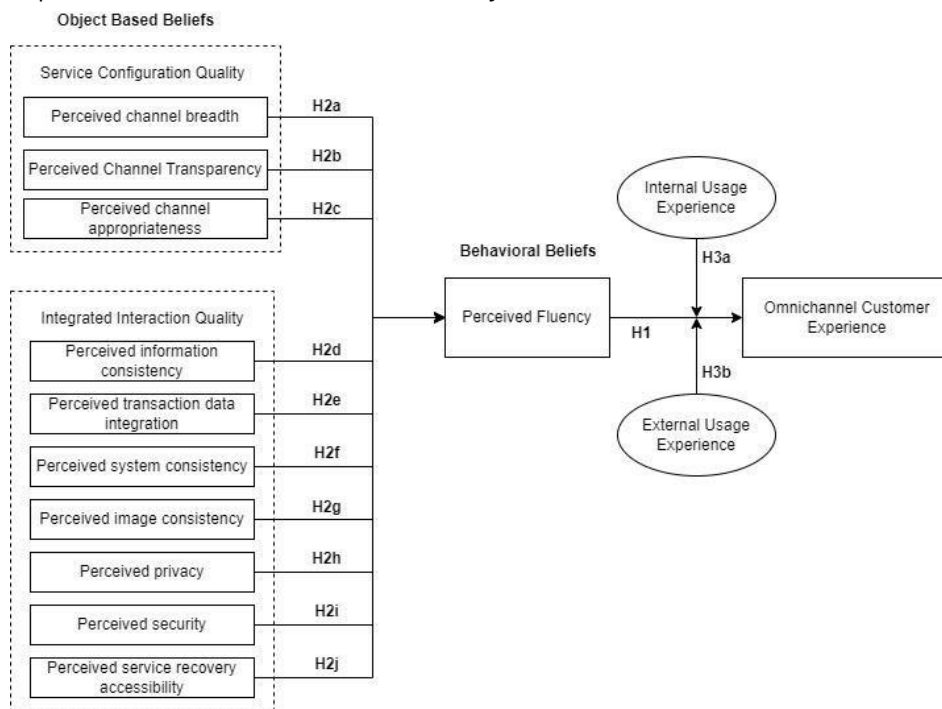 Object Based Beliefs
Service Configuration Quality
Perceived channel breadth
H2a
Perceived Channel Transparency
H2b
Perceived channel
appropriateness
H2c
Integrated Interaction Quality
Perceived information
consistency
H2d
Perceived transaction data
integration
H2e
Perceived system consistency
H2f
Perceived image consistency
H2g
Perceived privacy
H2h
Perceived security
H2i
Perceived service recovery
accessibility
H2j
Behavioral Beliefs
Perceived Fluency
H1
Internal Usage
Experience
H3a
External Usage
Experience
H3b
Omnichannel Customer
Experience